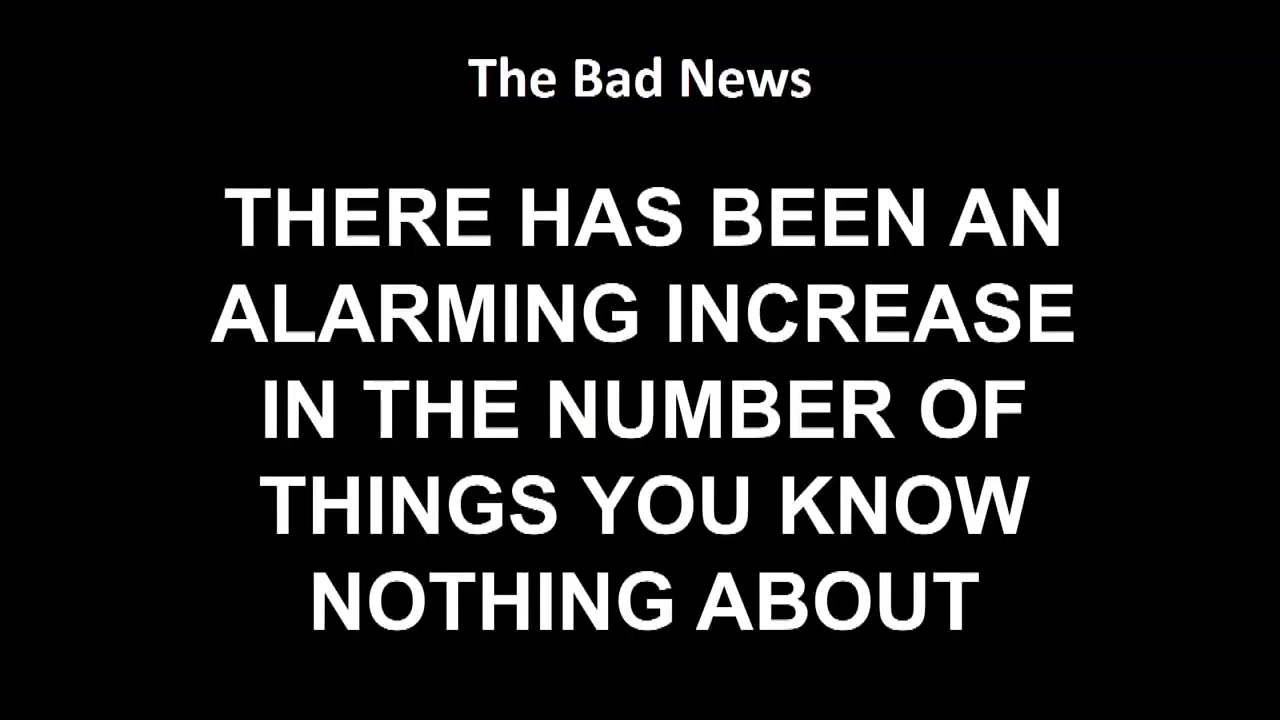 The Bad News
THERE HAS BEEN AN
ALARMING INCREASE
IN THE NUMBER OF
THINGS YOU KNOW
NOTHING ABOUT